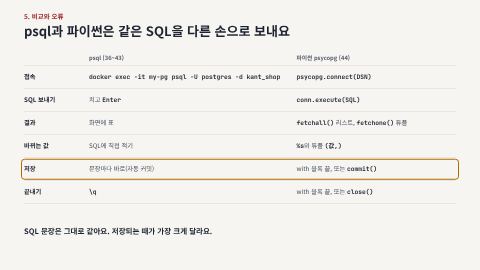 5. 비교와 오류
psql과 파이썬은 같은 SQL을 다른 손으로 보내요
psql (36-43) 파이썬 psycopg (44)
접속 docker exec -it my-pg psql -U postgres -d kant_shop psycopg.connect(DSN)
SQL 보내기 치고 Enter conn.execute(SQL)
결과 화면에 표 fetchall() 리스트, fetchone() 튜플
바뀌는 값 SQL에 직접 적기 %s와 튜플 (값,)
저장 문장마다 바로(자동 커밋) with 블록 끝, 또는 commit()
끝내기 \q with 블록 끝, 또는 close()
SQL 문장은 그대로 같아요. 저장되는 때가 가장 크게 달라요.